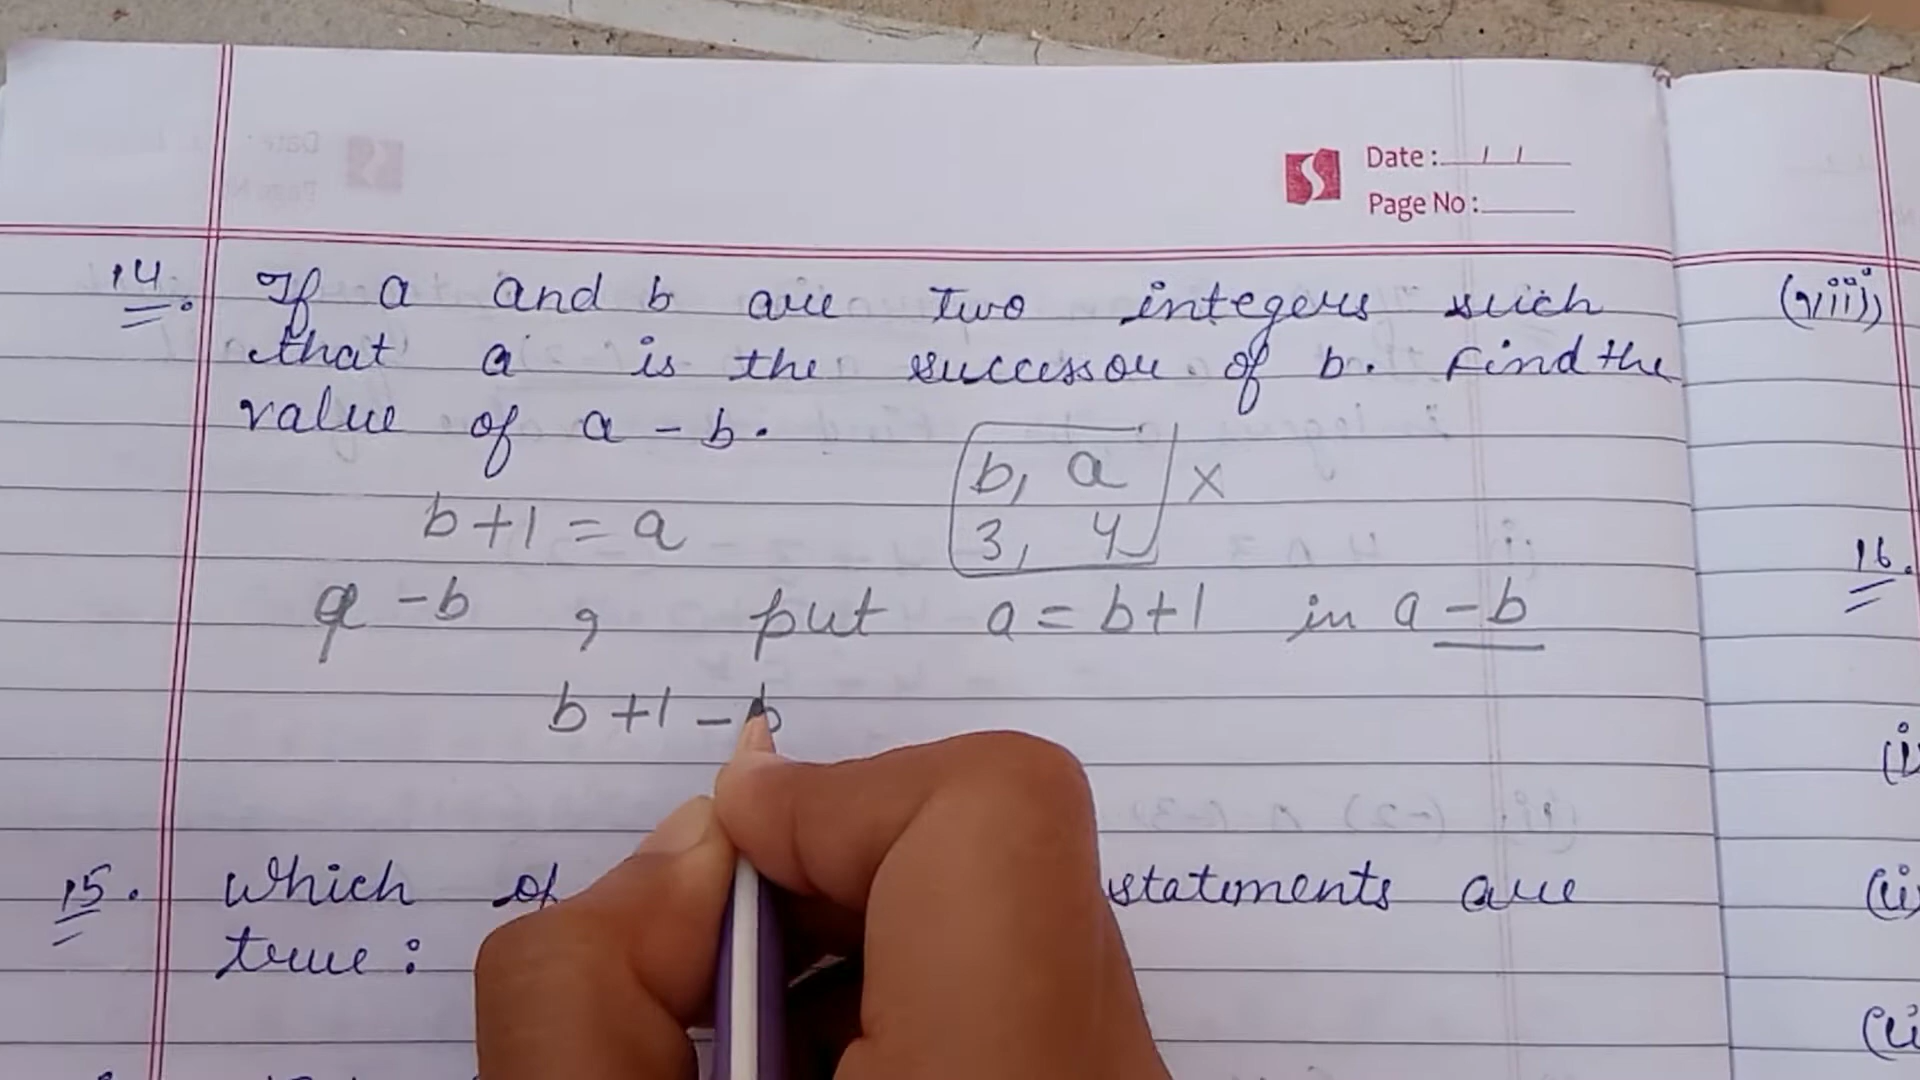 Date : / /
Page No :
14. If a and b are two integers such
that a is the successor of b. Find the
value of a - b.
b, a X
3, 4
b + 1 = a
a - b , put a = b + 1 in a - b
b + 1 - b
15. Which of statements are
true :
(viii)
16.
(ii)